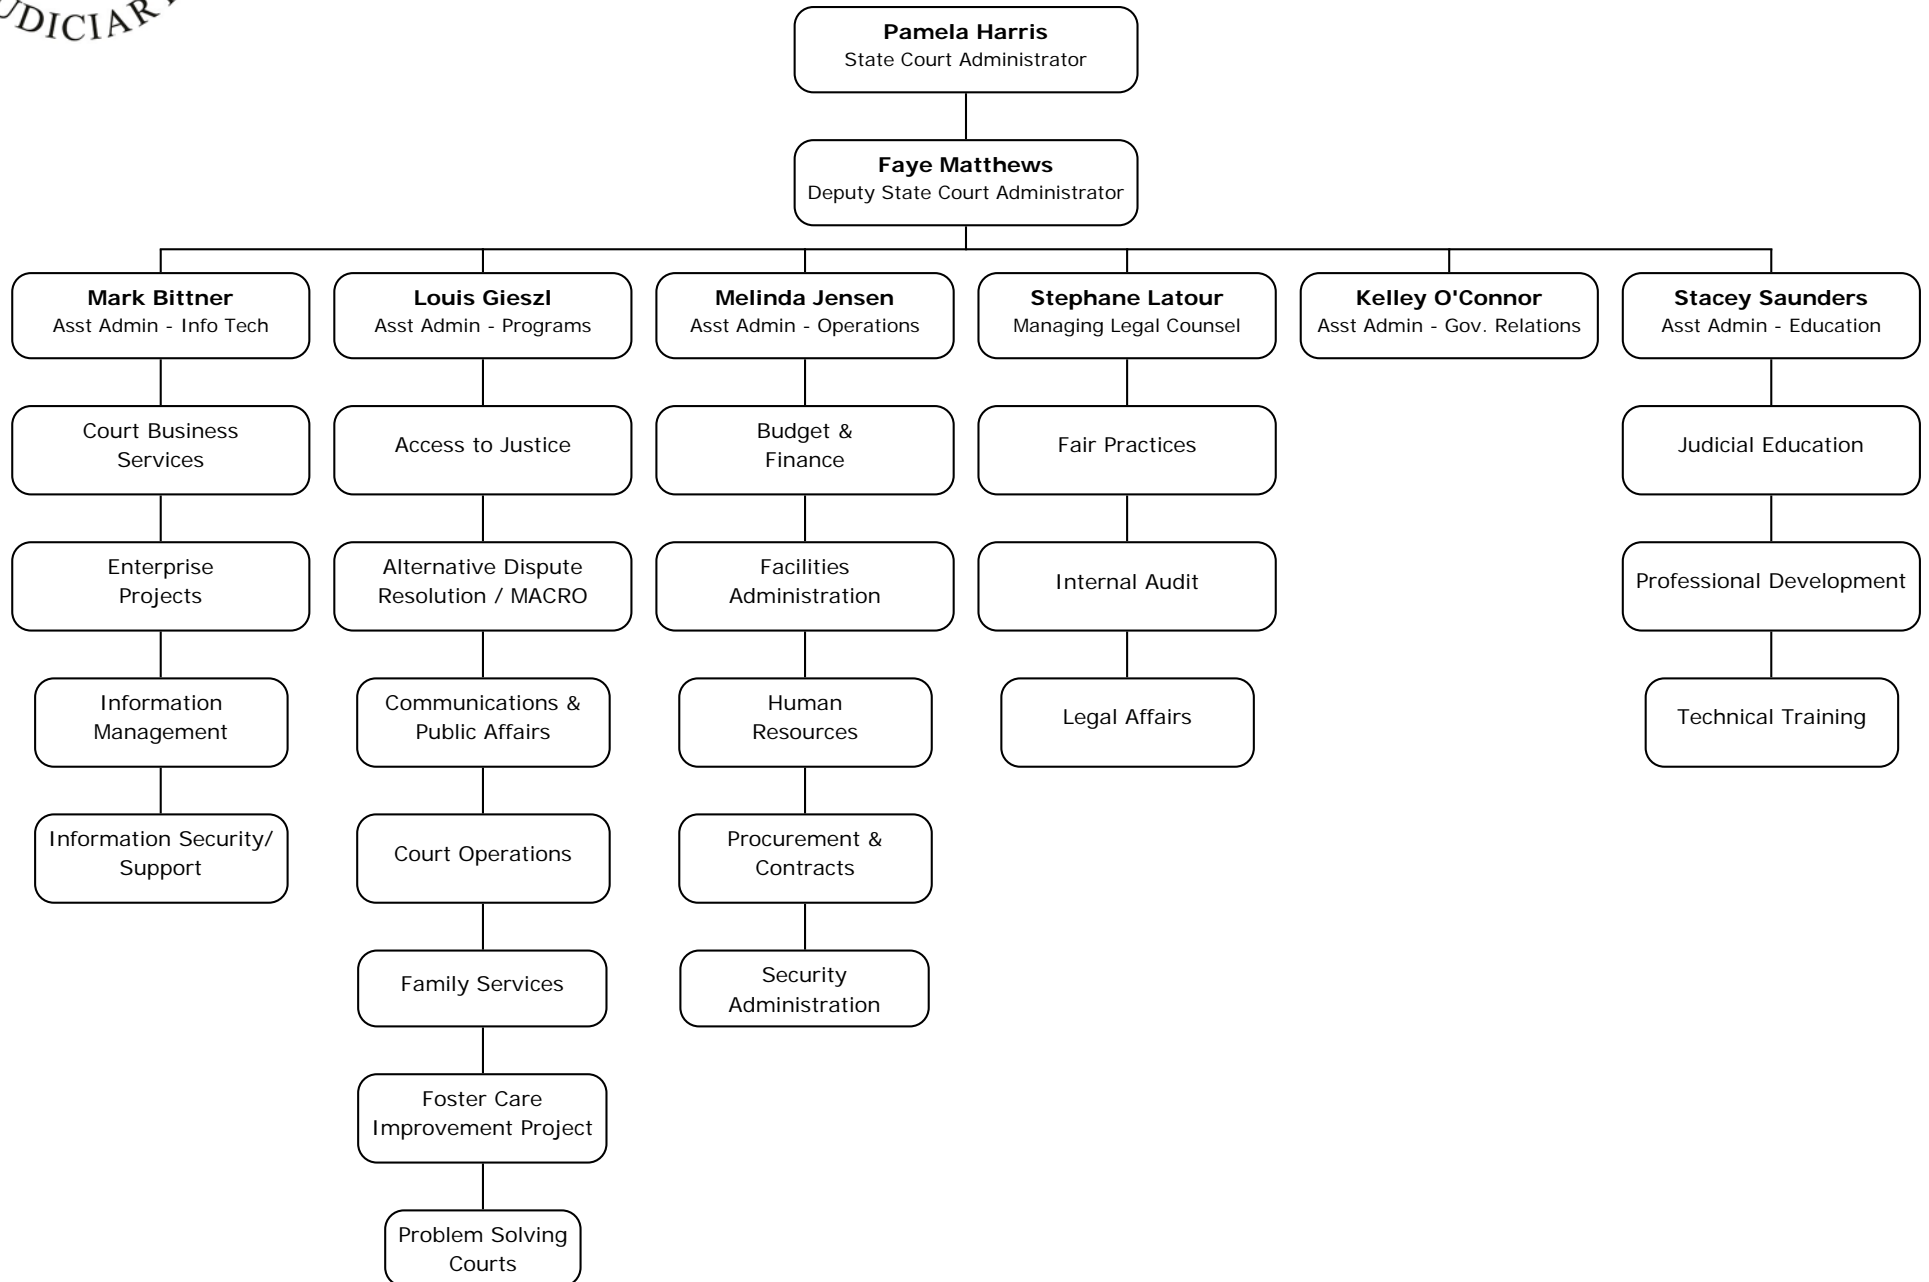 Pamela Harris
State Court Administrator
Faye Matthews
Deputy State Court Administrator
Mark Bittner
Asst Admin - Info Tech
Louis Gieszl
Asst Admin - Programs
Melinda Jensen
Asst Admin - Operations
Stephane Latour
Managing Legal Counsel
Kelley O'Connor
Asst Admin - Gov. Relations
Stacey Saunders
Asst Admin - Education
Court Business
Services
Access to Justice
Budget &
Finance
Fair Practices
Judicial Education
Enterprise
Projects
Alternative Dispute
Resolution / MACRO
Facilities
Administration
Internal Audit
Professional Development
Information
Management
Communications &
Public Affairs
Human
Resources
Legal Affairs
Technical Training
Information Security/
Support
Court Operations
Procurement &
Contracts
Family Services
Security
Administration
Foster Care
Improvement Project
Problem Solving
Courts